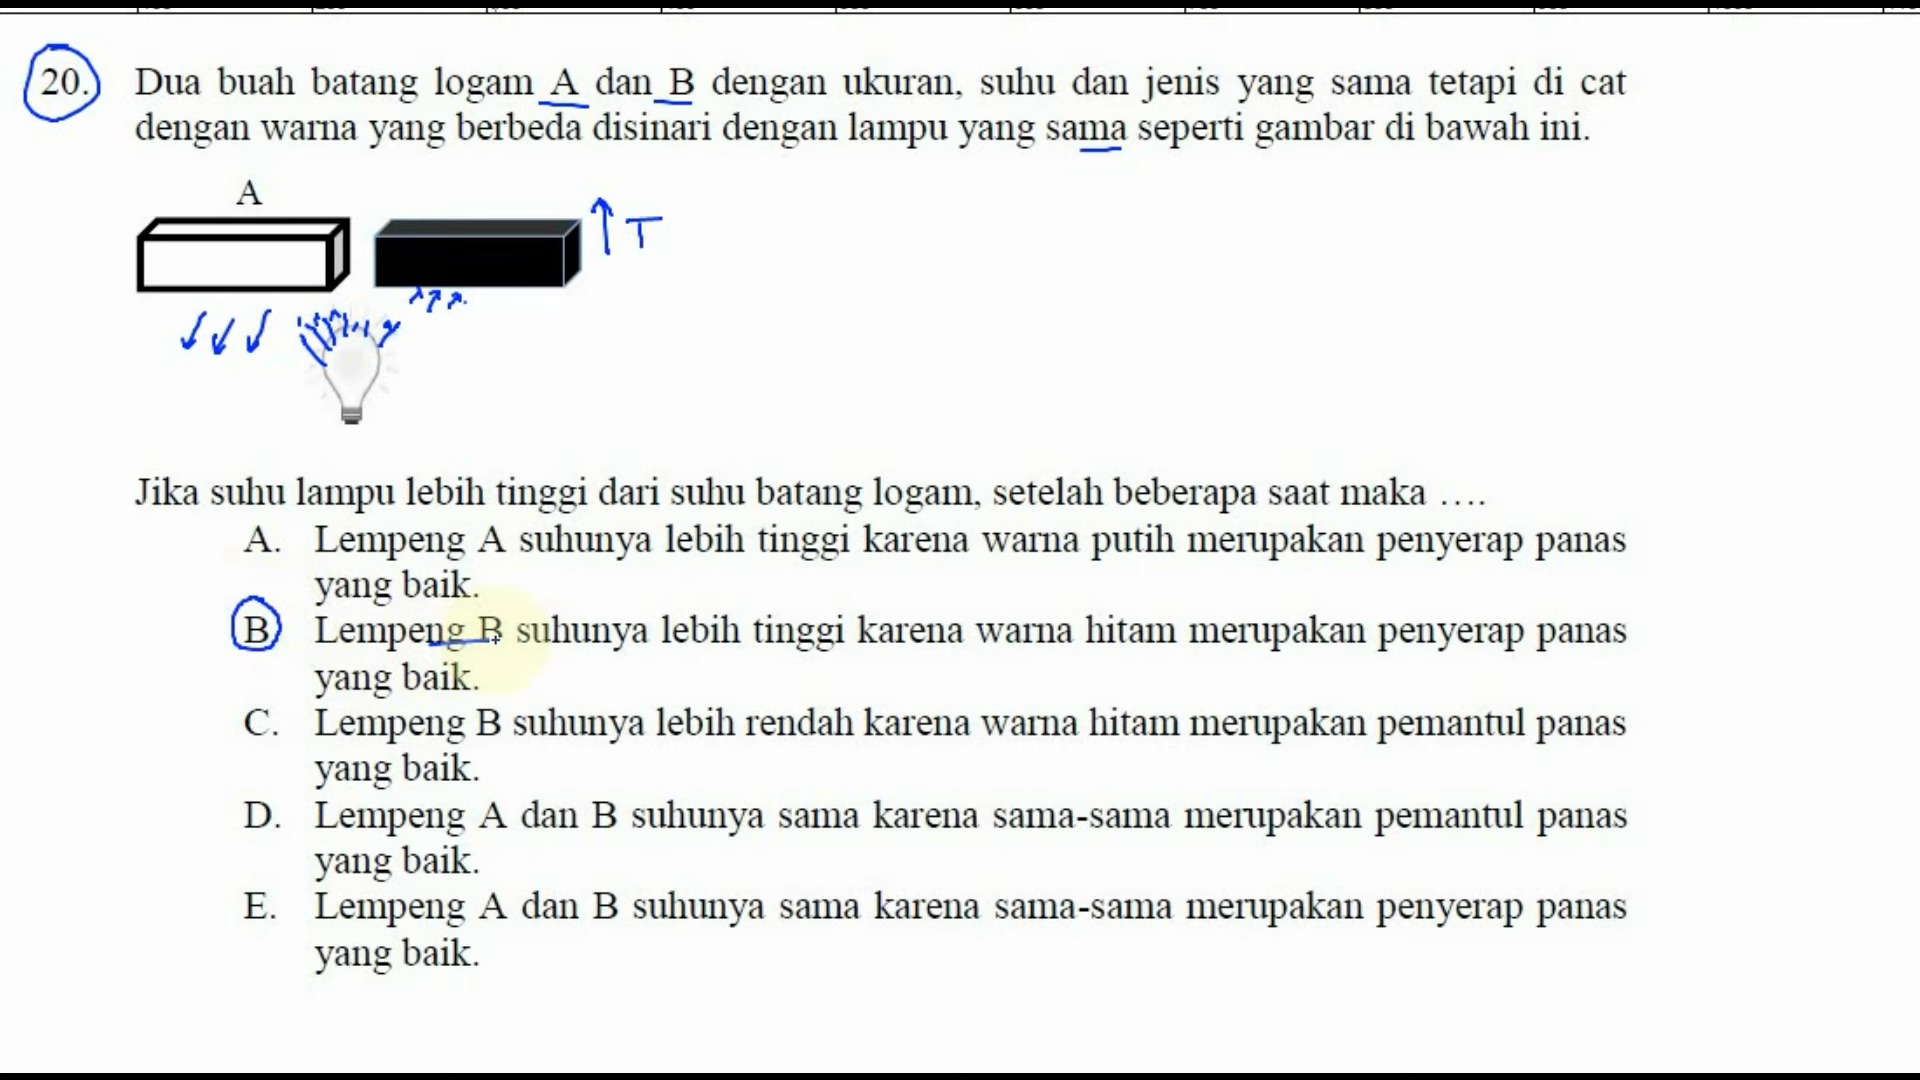 20. Dua buah batang logam A dan B dengan ukuran, suhu dan jenis yang sama tetapi di cat
dengan warna yang berbeda disinari dengan lampu yang sama seperti gambar di bawah ini.
A
T
Jika suhu lampu lebih tinggi dari suhu batang logam, setelah beberapa saat maka ….
A. Lempeng A suhunya lebih tinggi karena warna putih merupakan penyerap panas
yang baik.
B Lempeng B suhunya lebih tinggi karena warna hitam merupakan penyerap panas
yang baik.
C. Lempeng B suhunya lebih rendah karena warna hitam merupakan pemantul panas
yang baik.
D. Lempeng A dan B suhunya sama karena sama-sama merupakan pemantul panas
yang baik.
E. Lempeng A dan B suhunya sama karena sama-sama merupakan penyerap panas
yang baik.